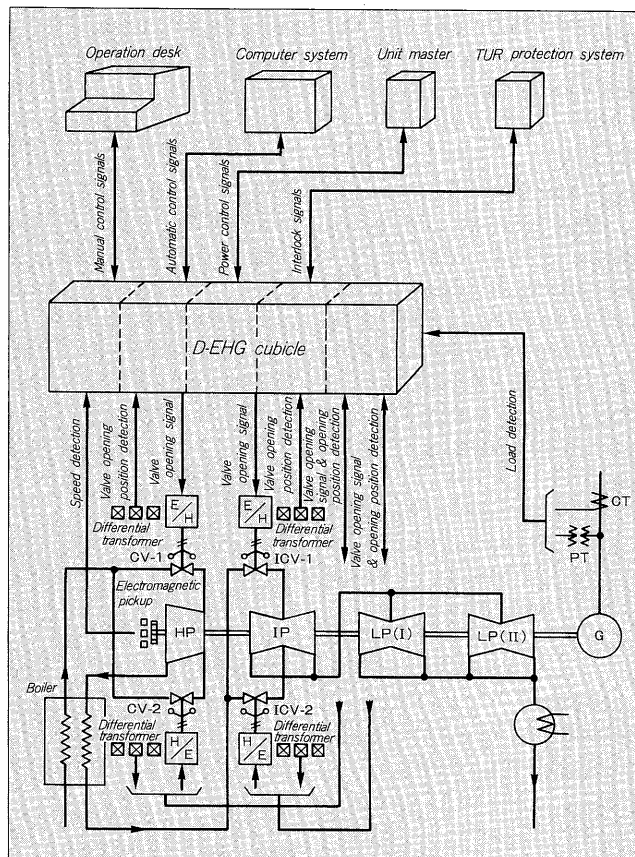 Operation desk
Computer system
Unit master
TUR protection system
Manual control signals
Automatic control signals
Power control signals
Interlock signals
D-EHG cubicle
Speed detection
Valve opening
position detection
Valve opening signal
Valve opening signal
Valve opening
position detection
Valve opening
signal & opening
position detection
Valve opening signal
& opening position detection
Load detection
CT
PT
E/H
E/H
Differential
transformer
Differential
transformer
CV-1
ICV-1
Electromagnetic
pickup
HP
IP
LP(I)
LP(II)
G
Boiler
CV-2
ICV-2
Differential
transformer
H/E
H/E
Differential
transformer